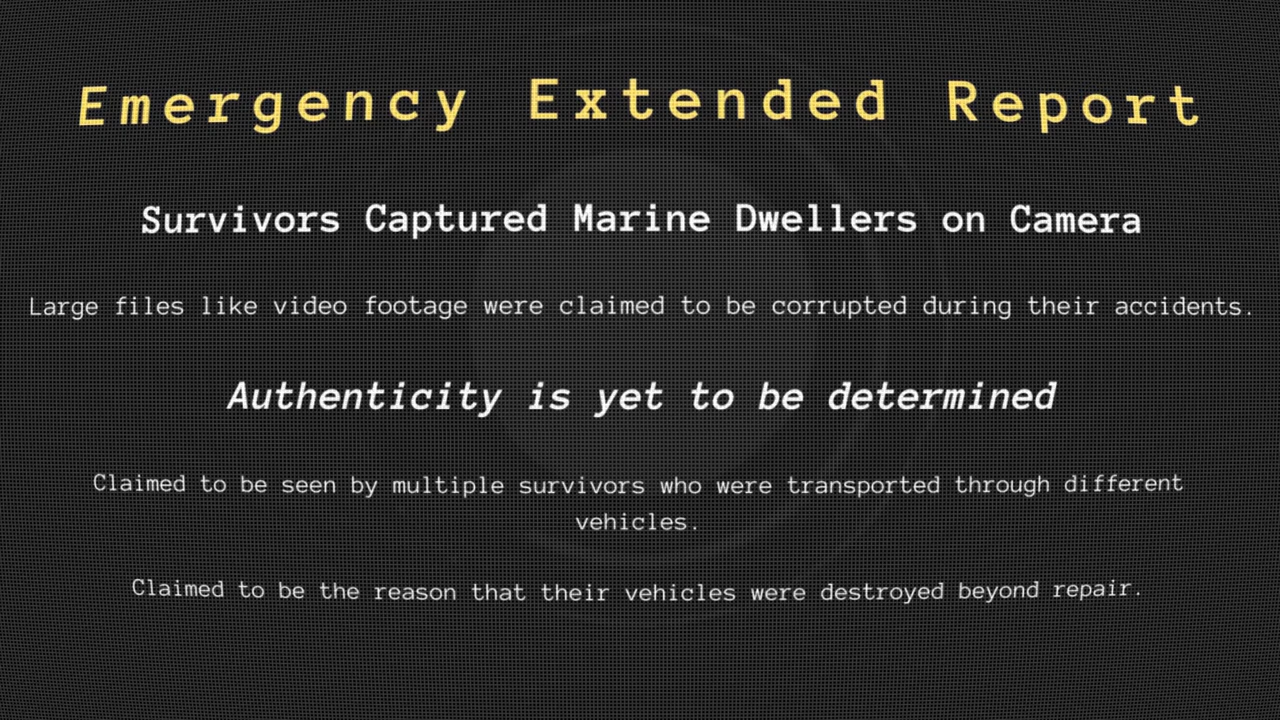 Emergency Extended Report
Survivors Captured Marine Dwellers on Camera
Large files like video footage were claimed to be corrupted during their accidents.
Authenticity is yet to be determined
Claimed to be seen by multiple survivors who were transported through different
vehicles.
Claimed to be the reason that their vehicles were destroyed beyond repair.